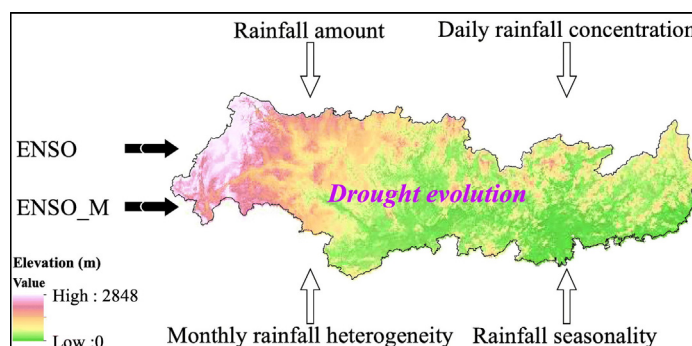 Rainfall amount
Daily rainfall concentration
ENSO
Drought evolution
ENSO_M
Elevation (m)
Value
High : 2848
Low :0
Monthly rainfall heterogeneity
Rainfall seasonality